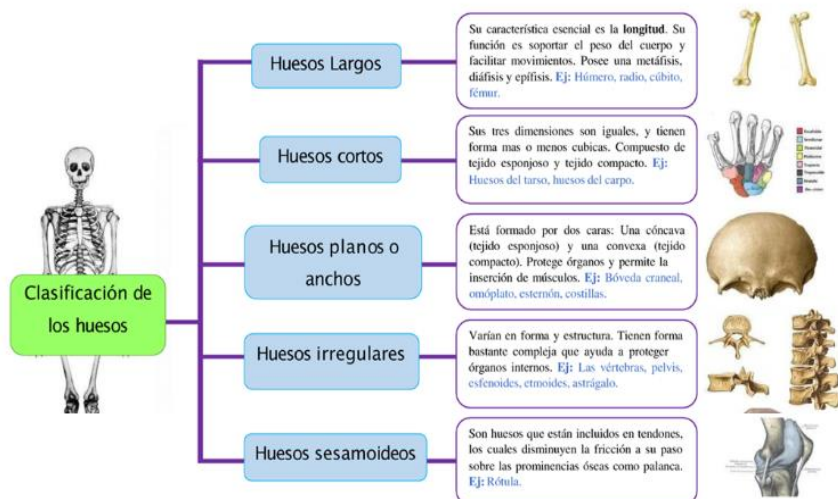 Clasificación de
los huesos
Huesos Largos
Su característica esencial es la longitud. Su
función es soportar el peso del cuerpo y
facilitar movimientos. Posee una metáfisis,
diáfisis y epífisis. Ej: Húmero, radio, cúbito,
fémur.
Huesos cortos
Sus tres dimensiones son iguales, y tienen
forma mas o menos cubicas. Compuesto de
tejido esponjoso y tejido compacto. Ej:
Huesos del tarso, huesos del carpo.
Huesos planos o
anchos
Está formado por dos caras: Una cóncava
(tejido esponjoso) y una convexa (tejido
compacto). Protege órganos y permite la
inserción de músculos. Ej: Bóveda craneal,
omóplato, esternón, costillas.
Huesos irregulares
Varían en forma y estructura. Tienen forma
bastante compleja que ayuda a proteger
órganos internos. Ej: Las vértebras, pelvis,
esfenoides, etmoides, astrágalo.
Huesos sesamoideos
Son huesos que están incluidos en tendones,
los cuales disminuyen la fricción a su paso
sobre las prominencias óseas como palanca.
Ej: Rótula.